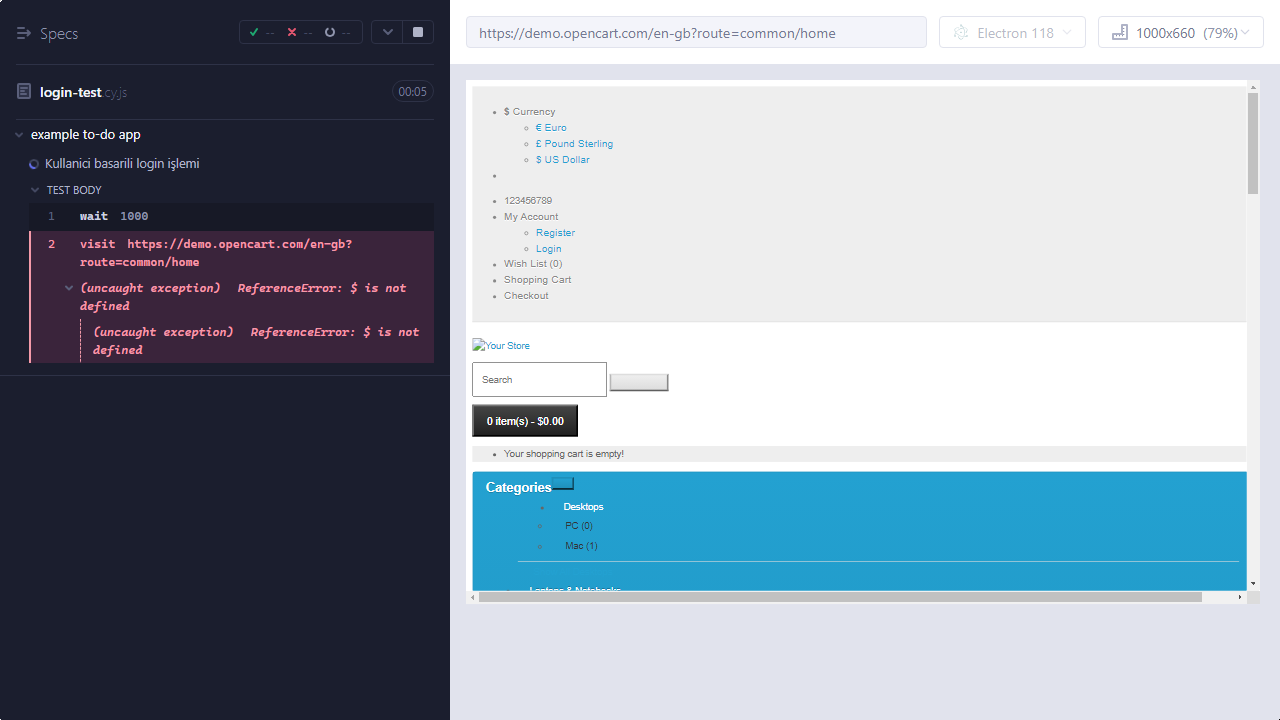 Specs
-- -- --
login-test.cy.js
00:05
example to-do app
Kullanici basarili login işlemi
TEST BODY
1 wait 1000
2 visit https://demo.opencart.com/en-gb?
route=common/home
(uncaught exception) ReferenceError: $ is not
defined
(uncaught exception) ReferenceError: $ is not
defined
https://demo.opencart.com/en-gb?route=common/home
Electron 118
1000x660 (79%)
$ Currency
€ Euro
£ Pound Sterling
$ US Dollar
123456789
My Account
Register
Login
Wish List (0)
Shopping Cart
Checkout
Your Store
Search
0 item(s) - $0.00
Your shopping cart is empty!
Categories
Desktops
PC (0)
Mac (1)
Laptops & Notebooks